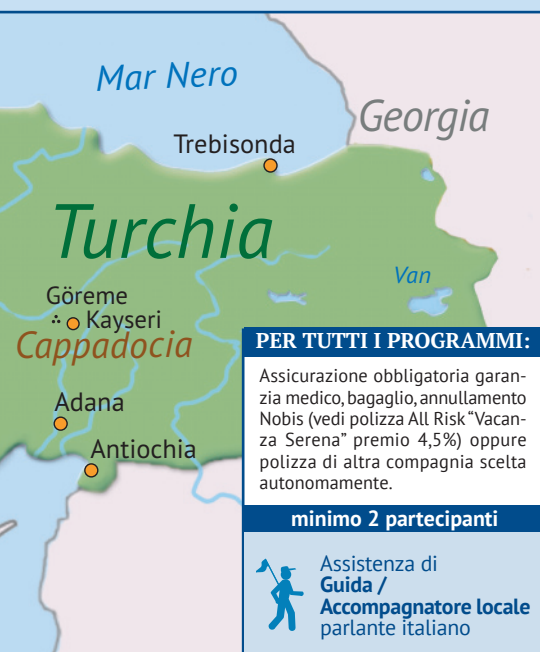 Mar Nero
Georgia
Trebisonda
Turchia
Van
Göreme
Kayseri
Cappadocia
Adana
Antiochia
PER TUTTI I PROGRAMMI:
Assicurazione obbligatoria garan-
zia medico, bagaglio, annullamento
Nobis (vedi polizza All Risk “Vacan-
za Serena” premio 4,5%) oppure
polizza di altra compagnia scelta
autonomamente.
minimo 2 partecipanti
Assistenza di
Guida /
Accompagnatore locale
parlante italiano